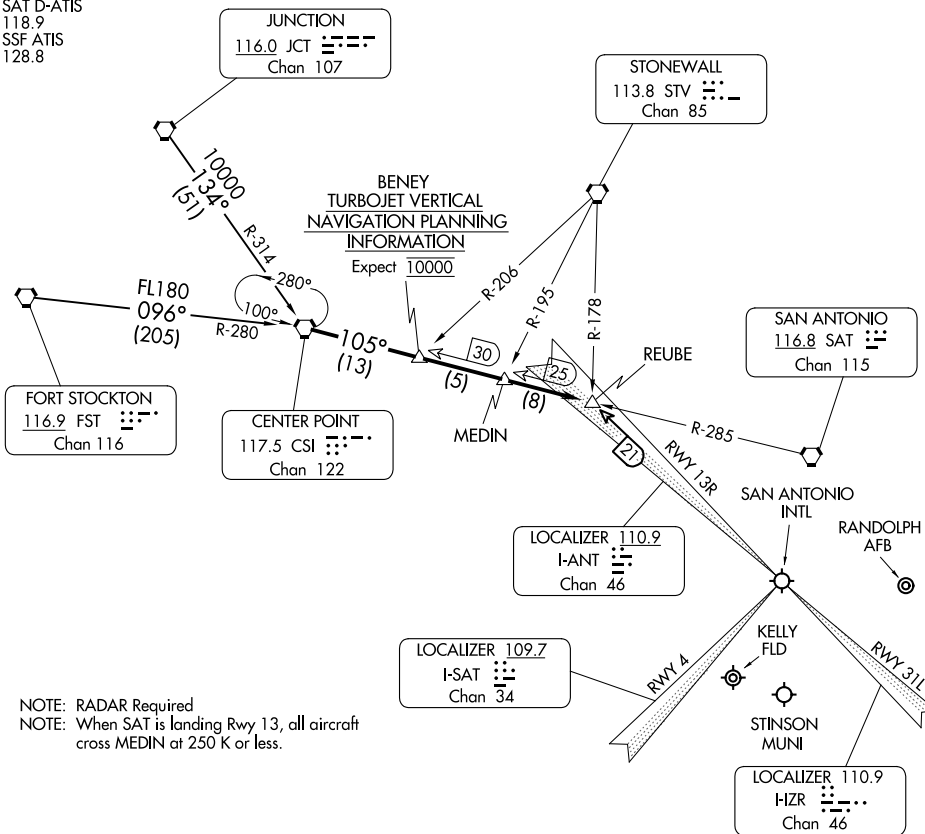 SAT D-ATIS
118.9
SSF ATIS
128.8
JUNCTION
116.0 JCT
Chan 107
STONEWALL
113.8 STV
Chan 85
10000
134°
(51)
R-314
BENEY
TURBOJET VERTICAL
NAVIGATION PLANNING
INFORMATION
Expect 10000
R-206
R-195
R-178
280°
100°
FL180
096°
(205)
R-280
105°
(13)
30
(5)
25
(8)
REUBE
MEDIN
21
R-285
SAN ANTONIO
116.8 SAT
Chan 115
FORT STOCKTON
116.9 FST
Chan 116
CENTER POINT
117.5 CSI
Chan 122
RWY 13R
SAN ANTONIO
INTL
RANDOLPH
AFB
LOCALIZER 110.9
I-ANT
Chan 46
LOCALIZER 109.7
I-SAT
Chan 34
RWY 4
KELLY
FLD
RWY 31L
STINSON
MUNI
NOTE: RADAR Required
NOTE: When SAT is landing Rwy 13, all aircraft
cross MEDIN at 250 K or less.
LOCALIZER 110.9
I-IZR
Chan 46